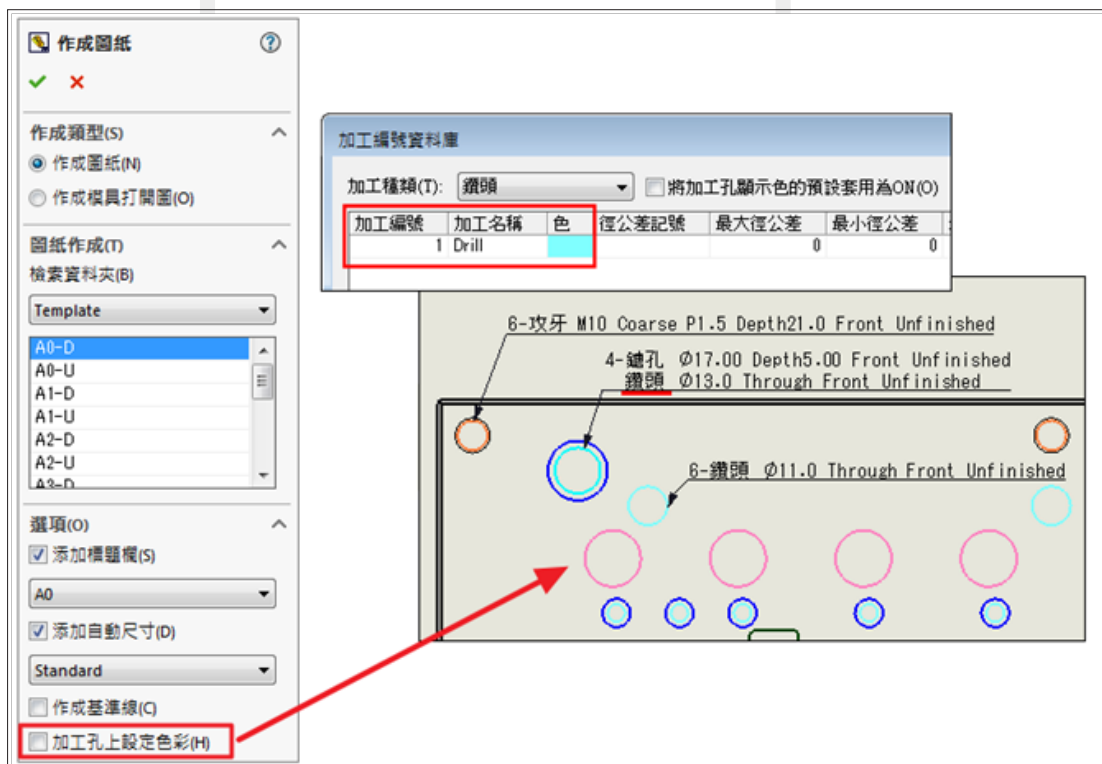 作成圖紙
作成類型(S)
作成圖紙(N)
作成模具打開圖(O)
圖紙作成(T)
檢索資料夾(B)
Template
A0-D
A0-U
A1-D
A1-U
A2-D
A2-U
A3-D
選項(O)
添加標題欄(S)
A0
添加自動尺寸(D)
Standard
作成基準線(C)
加工孔上設定色彩(H)
加工編號資料庫
加工種類(T): 鑽頭 將加工孔顯示色的預設套用為ON(O)
加工編號 加工名稱 色 徑公差記號 最大徑公差 最小徑公差
1 Drill 0 0
6-攻牙 M10 Coarse P1.5 Depth21.0 Front Unfinished
4-鏣孔 Ø17.00 Depth5.00 Front Unfinished
鑽頭 Ø13.0 Through Front Unfinished
6-鑽頭 Ø11.0 Through Front Unfinished